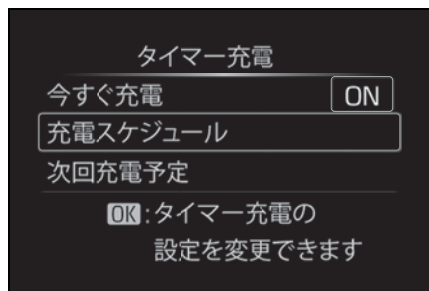 タイマー充電
今すぐ充電 ON
充電スケジュール
次回充電予定
OK:タイマー充電の
設定を変更できます